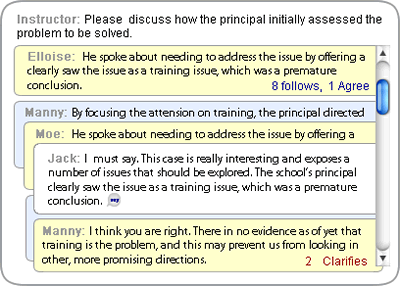 Instructor: Please discuss how the principal initially assessed the
problem to be solved.
Elloise: He spoke about needing to address the issue by offering a
clearly saw the issue as a training issue, which was a premature
conclusion.
8 follows, 1 Agree
Manny: By focusing the attension on training, the principal directed
Moe: He spoke about needing to address the issue by offering a
Jack: I must say. This case is really interesting and exposes a
number of issues that should be explored. The school's principal
clearly saw the issue as a training issue, which was a premature
conclusion.
Manny: I think you are right. There in no evidence as of yet that
training is the problem, and this may prevent us from looking in
other, more promising directions.
2 Clarifies